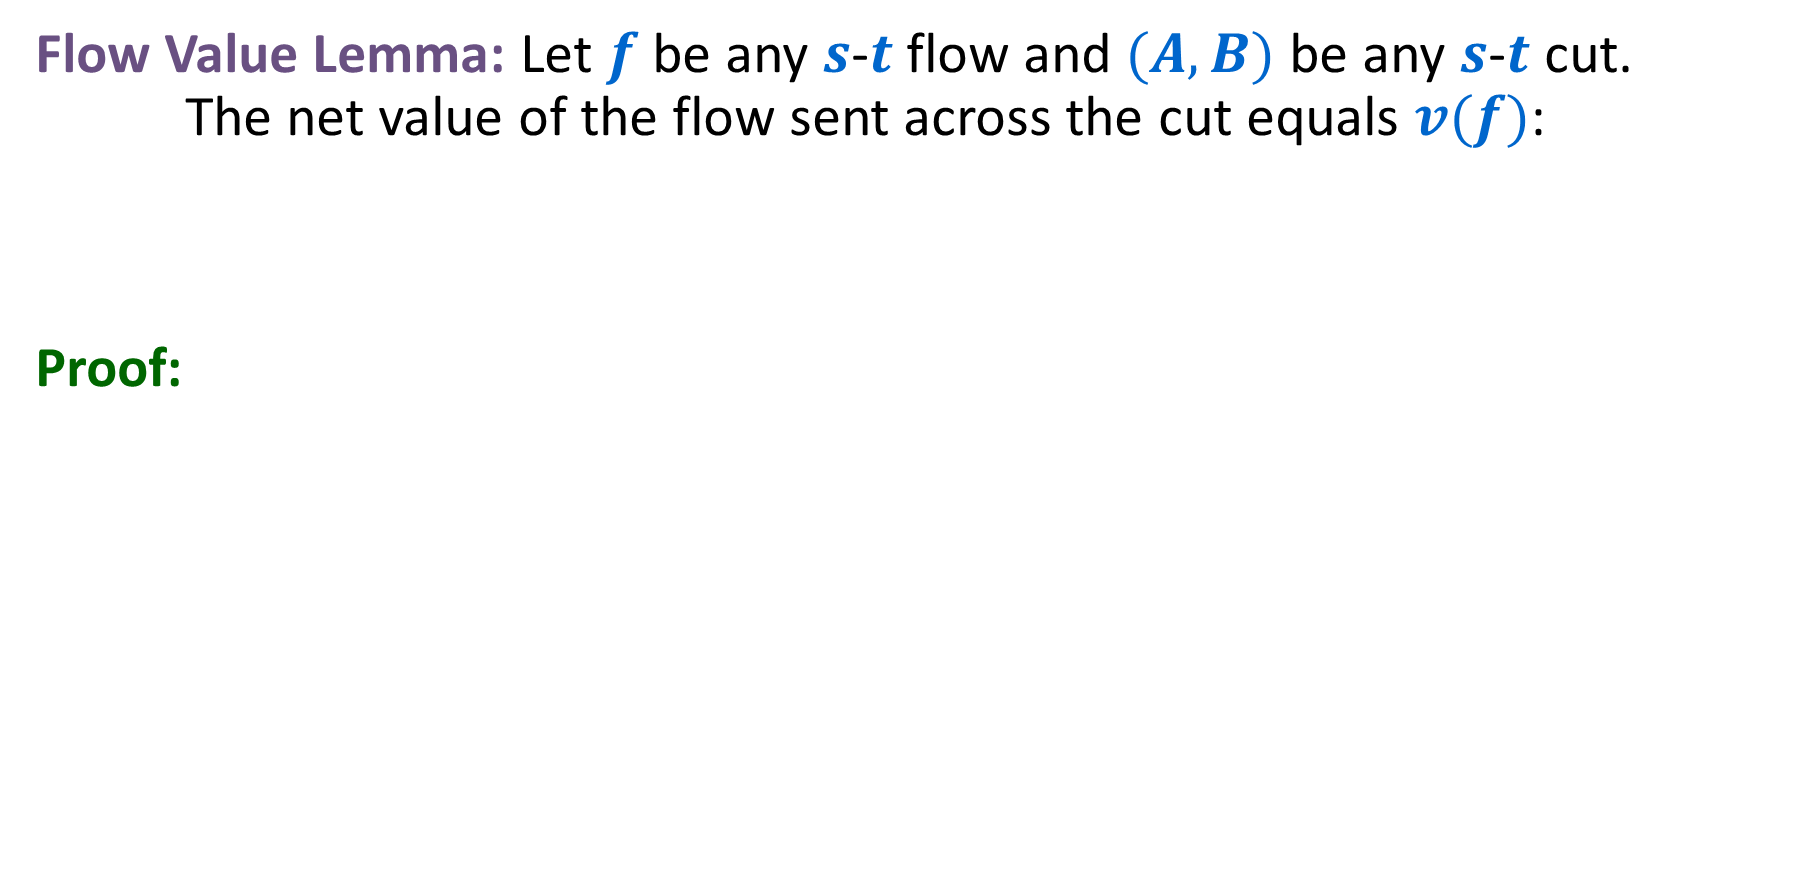 Flow Value Lemma: Let f be any s-t flow and (A, B) be any s-t cut.
The net value of the flow sent across the cut equals v(f):
Proof: